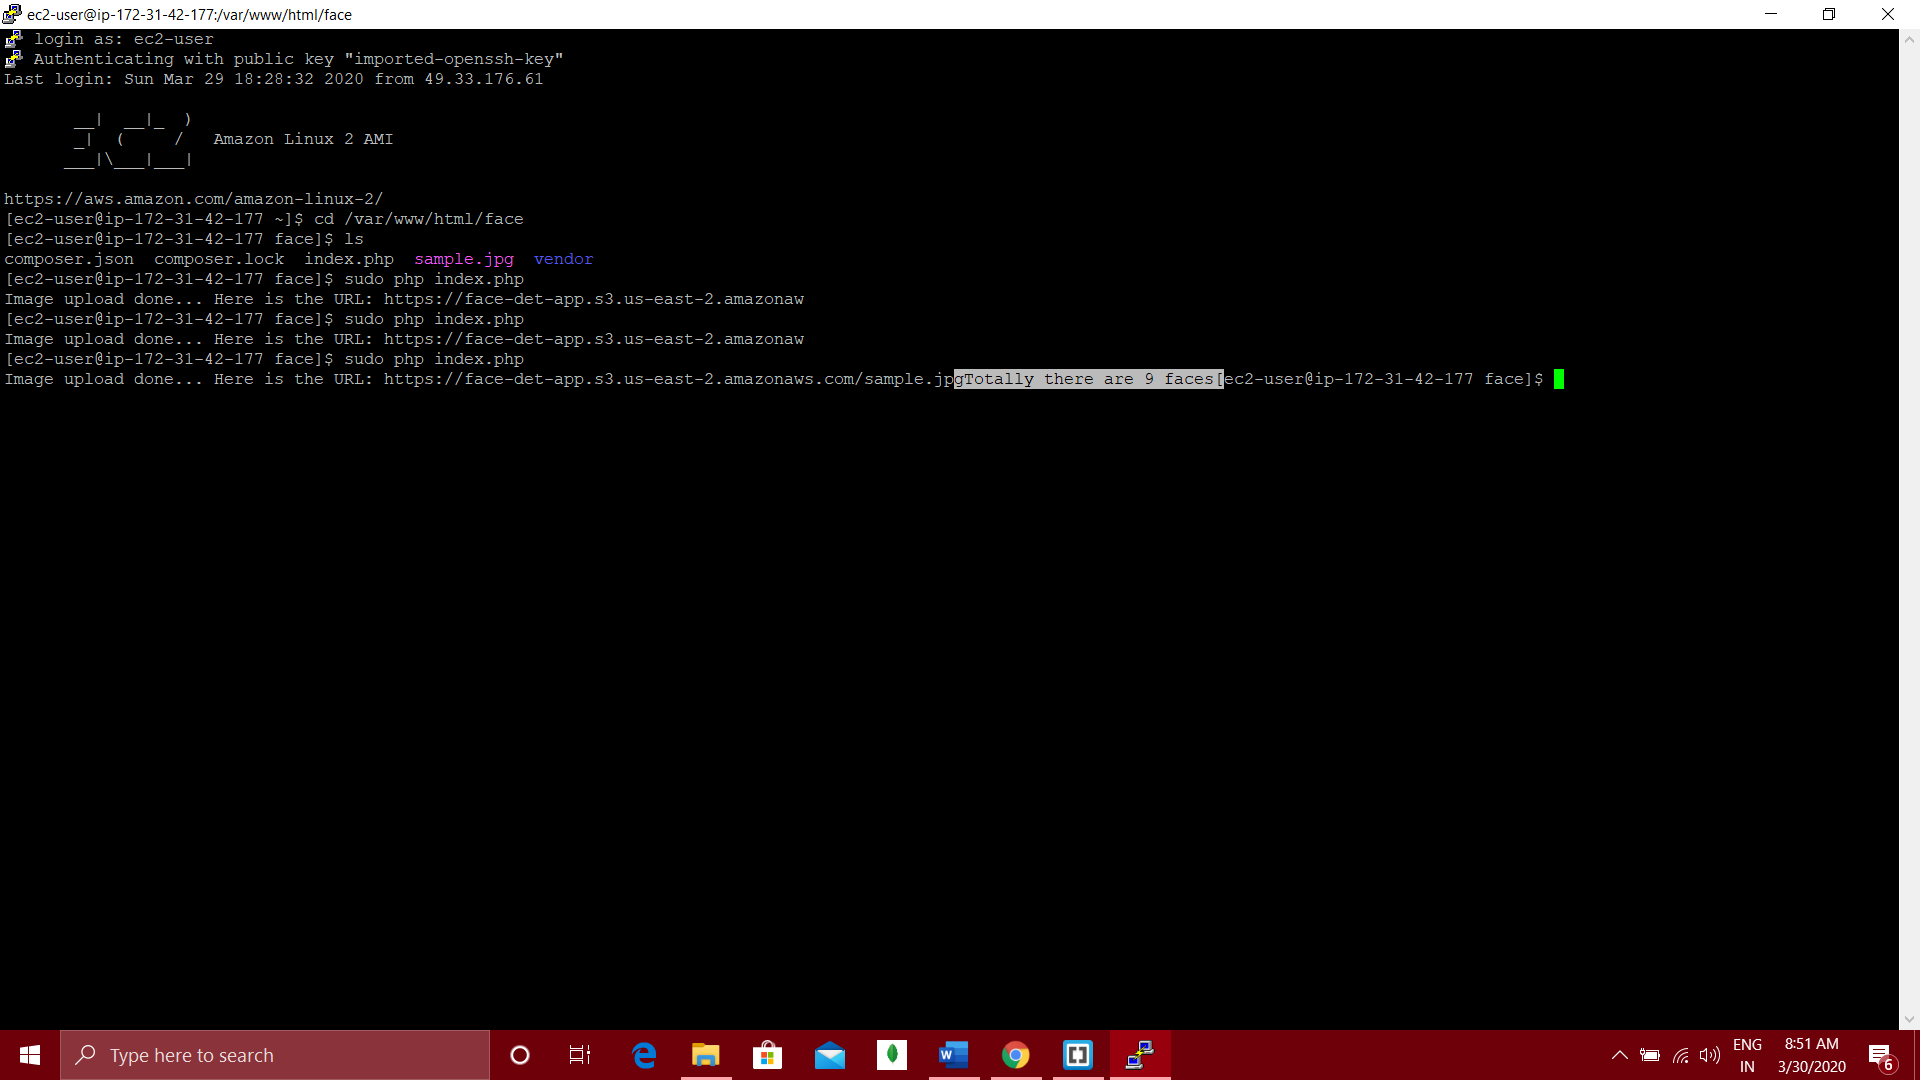 ec2-user@ip-172-31-42-177:/var/www/html/face
login as: ec2-user
Authenticating with public key "imported-openssh-key"
Last login: Sun Mar 29 18:28:32 2020 from 49.33.176.61
__|  __|_  )
_|  (     /   Amazon Linux 2 AMI
___|\___|___|
https://aws.amazon.com/amazon-linux-2/
[ec2-user@ip-172-31-42-177 ~]$ cd /var/www/html/face
[ec2-user@ip-172-31-42-177 face]$ ls
composer.json  composer.lock  index.php  sample.jpg  vendor
[ec2-user@ip-172-31-42-177 face]$ sudo php index.php
Image upload done... Here is the URL: https://face-det-app.s3.us-east-2.amazonaw
[ec2-user@ip-172-31-42-177 face]$ sudo php index.php
Image upload done... Here is the URL: https://face-det-app.s3.us-east-2.amazonaw
[ec2-user@ip-172-31-42-177 face]$ sudo php index.php
Image upload done... Here is the URL: https://face-det-app.s3.us-east-2.amazonaws.com/sample.jpgTotally there are 9 faces[ec2-user@ip-172-31-42-177 face]$
Type here to search
W
ENG
IN
8:51 AM
3/30/2020
6